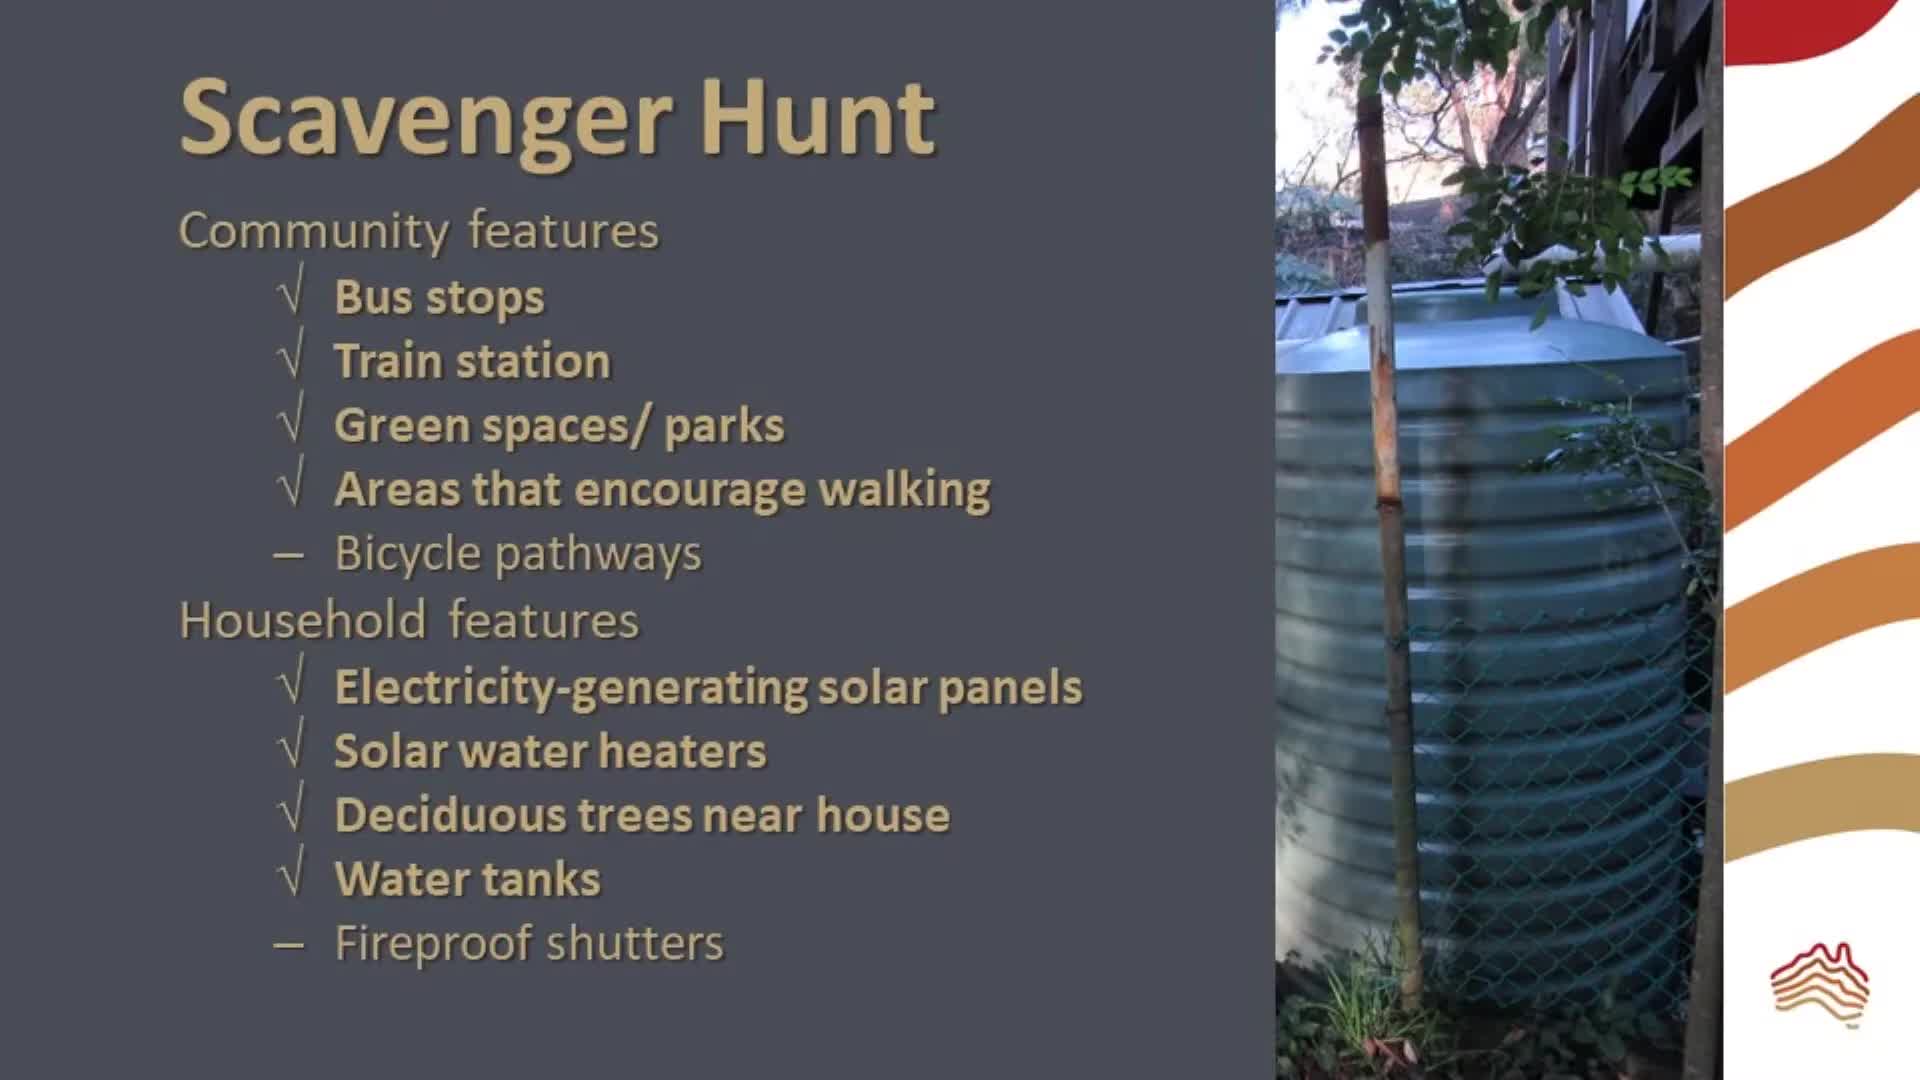 Scavenger Hunt
Community features
√ Bus stops
√ Train station
√ Green spaces/ parks
√ Areas that encourage walking
– Bicycle pathways
Household features
√ Electricity-generating solar panels
√ Solar water heaters
√ Deciduous trees near house
√ Water tanks
– Fireproof shutters